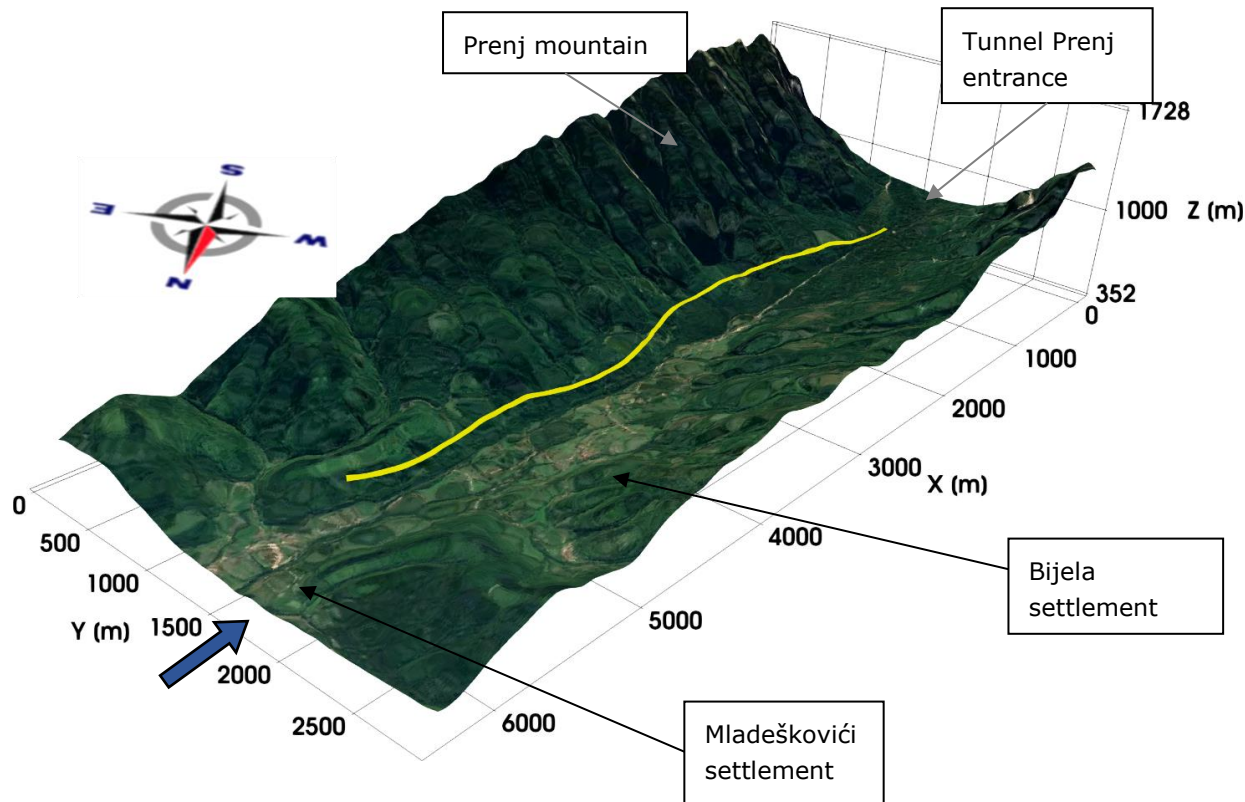 Prenj mountain
Tunnel Prenj
entrance
S
E
W
N
1728
1000
Z (m)
352
0
1000
2000
3000
X (m)
4000
5000
6000
0
500
1000
Y (m)
1500
2000
2500
Bijela
settlement
Mladeškovići
settlement